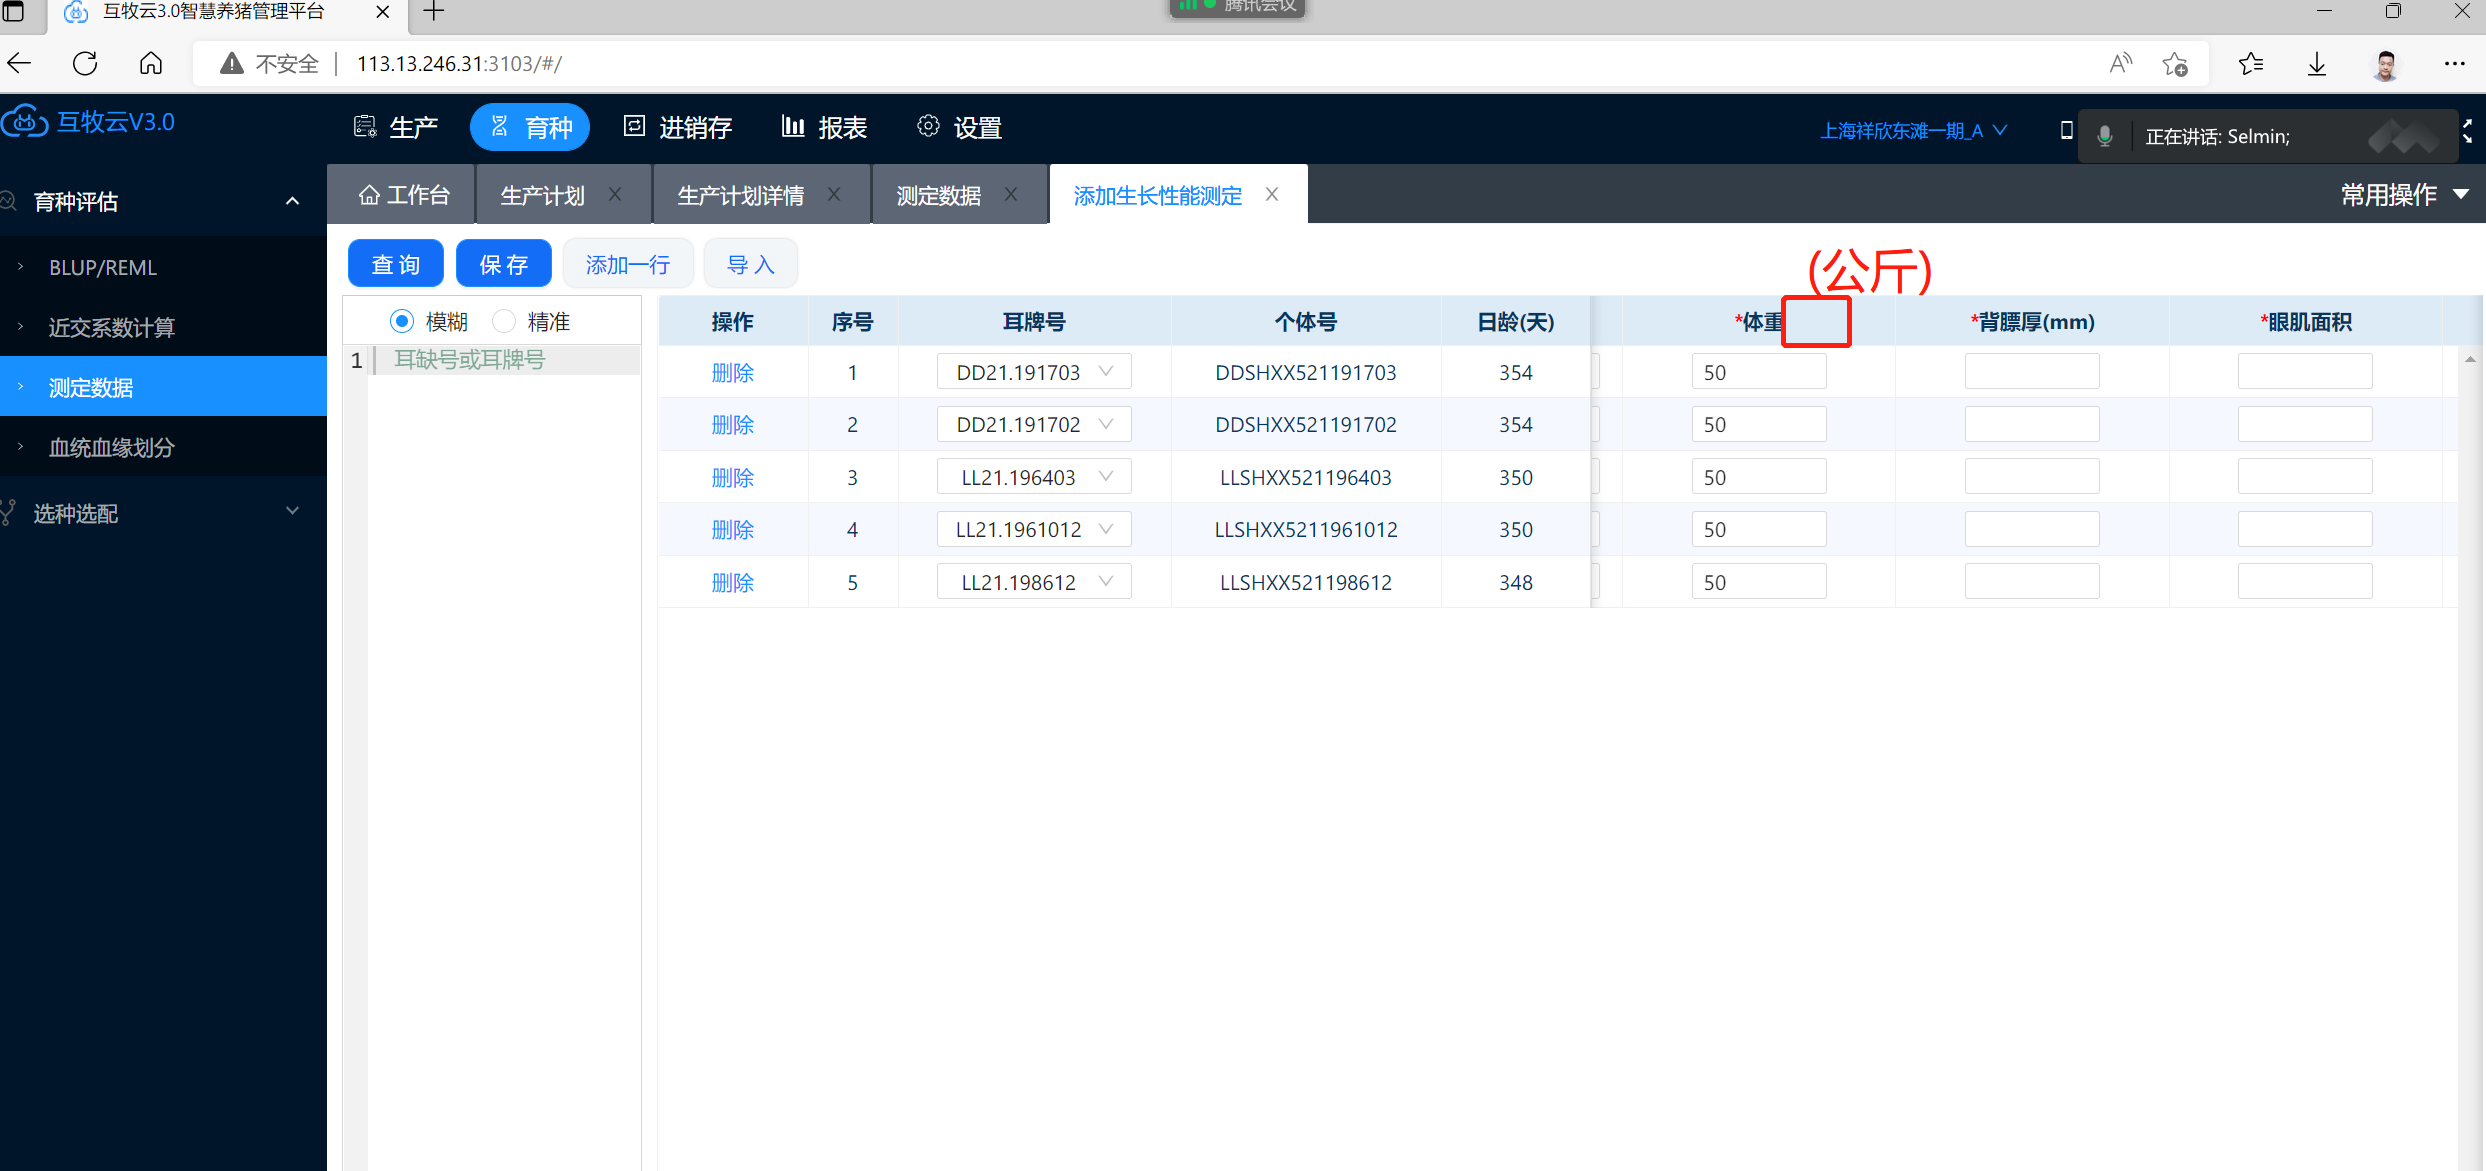 互牧云3.0智慧养猪管理平台
腾讯会议
不安全 113.13.246.31:3103/#/
互牧云V3.0
生产 育种 进销存 报表 设置
上海祥欣东滩一期_A
正在讲话: Selmin;
育种评估
BLUP/REML
近交系数计算
测定数据
血统血缘划分
选种选配
工作台 生产计划 生产计划详情 测定数据 添加生长性能测定 常用操作
查 询 保 存 添加一行 导 入
(公斤)
模糊 精准
1 耳缺号或耳牌号
操作 序号 耳牌号 个体号 日龄(天) *体重 *背膘厚(mm) *眼肌面积
删除 1 DD21.191703 DDSHXX521191703 354 50
删除 2 DD21.191702 DDSHXX521191702 354 50
删除 3 LL21.196403 LLSHXX521196403 350 50
删除 4 LL21.1961012 LLSHXX5211961012 350 50
删除 5 LL21.198612 LLSHXX521198612 348 50